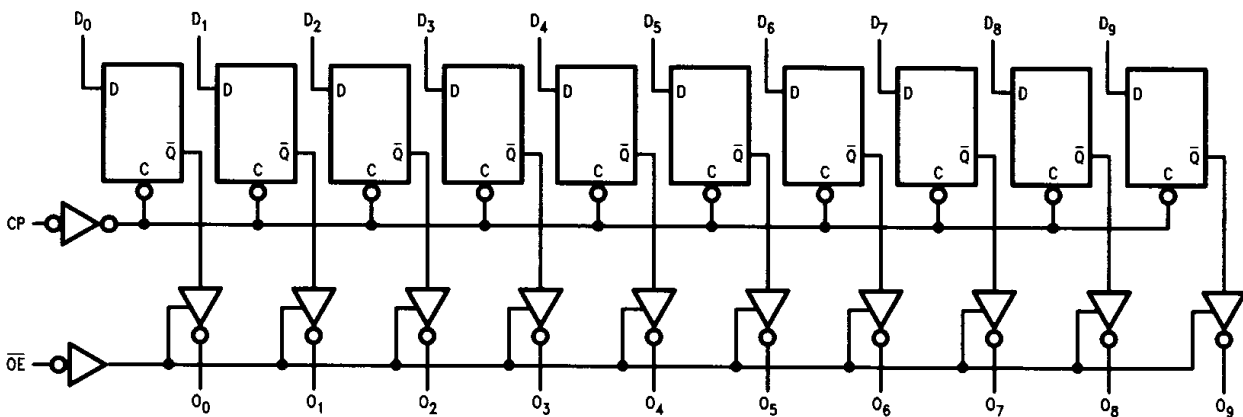 D₀ D₁ D₂ D₃ D₄ D₅ D₆ D₇ D₈ D₉
D D D D D D D D D D
Q̅ Q̅ Q̅ Q̅ Q̅ Q̅ Q̅ Q̅ Q̅ Q̅
C C C C C C C C C C
CP
O̅E̅
O₀ O₁ O₂ O₃ O₄ O₅ O₆ O₇ O₈ O₉